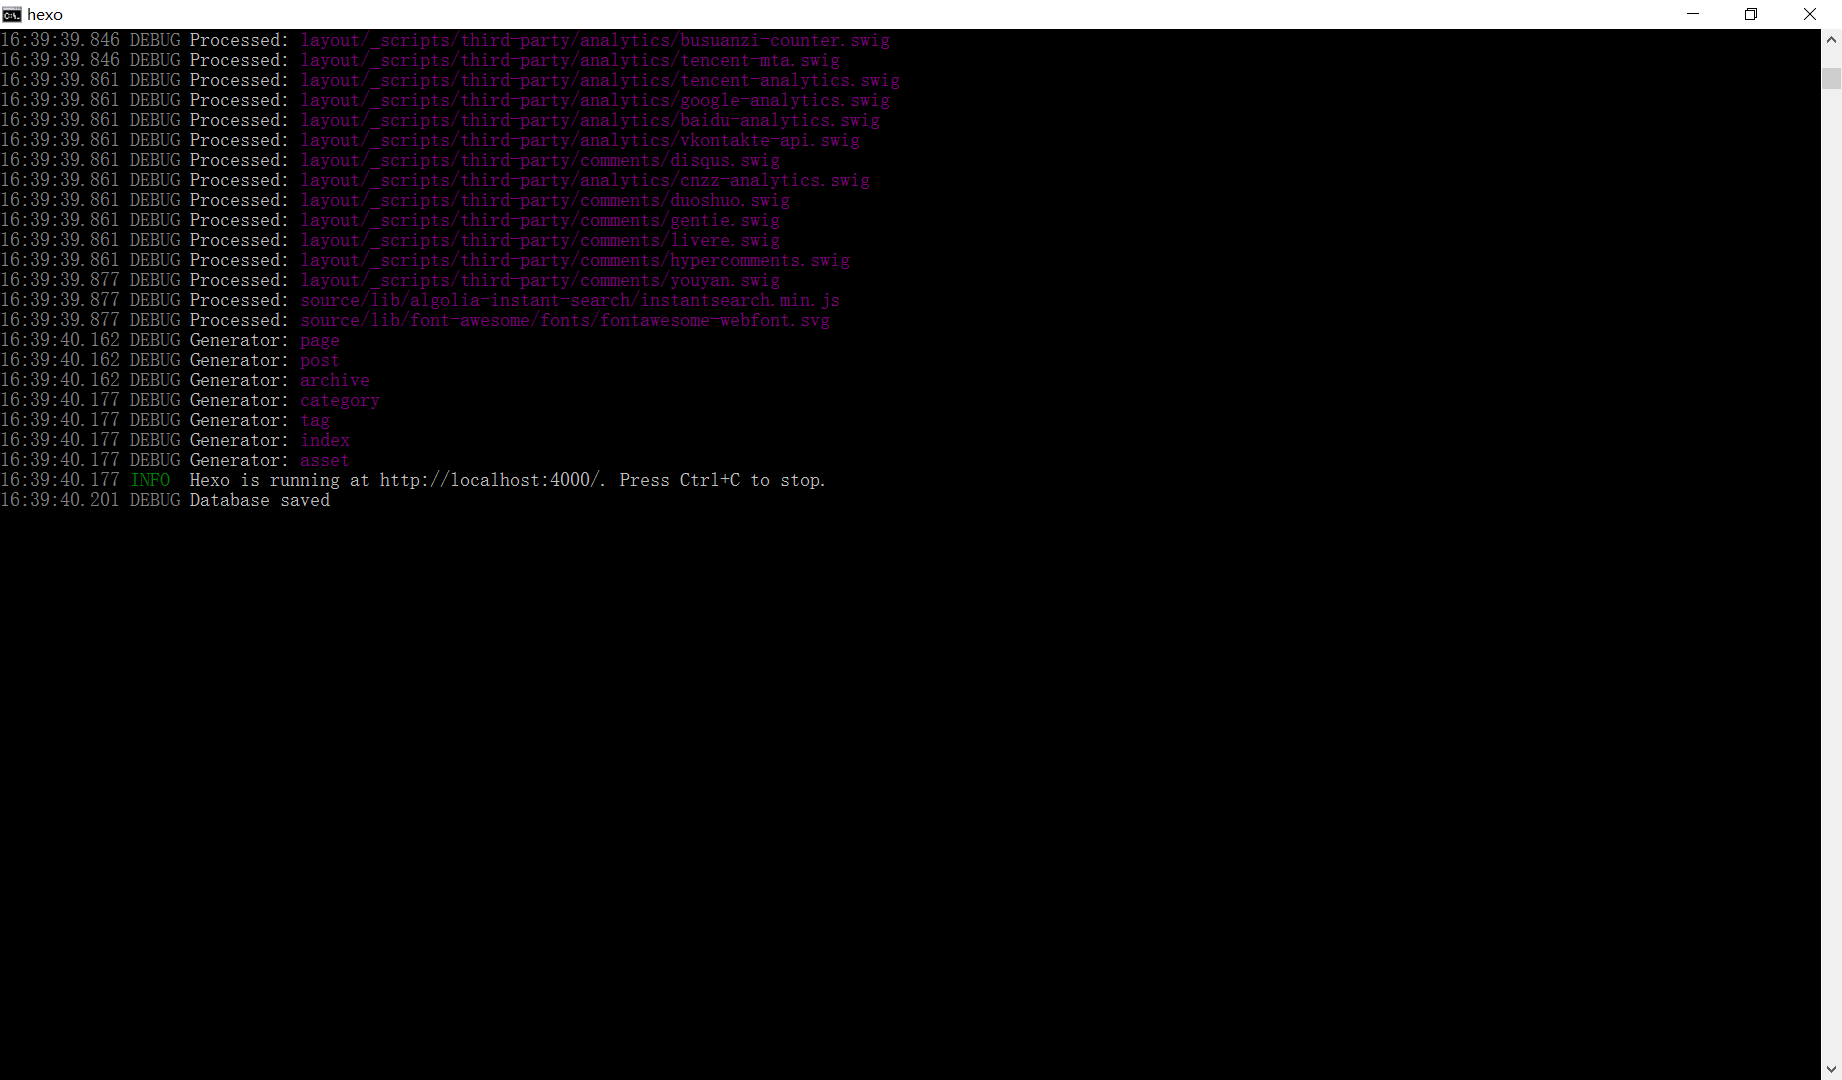 hexo
16:39:39.846 DEBUG Processed: layout/_scripts/third-party/analytics/busuanzi-counter.swig
16:39:39.846 DEBUG Processed: layout/_scripts/third-party/analytics/tencent-mta.swig
16:39:39.861 DEBUG Processed: layout/_scripts/third-party/analytics/tencent-analytics.swig
16:39:39.861 DEBUG Processed: layout/_scripts/third-party/analytics/google-analytics.swig
16:39:39.861 DEBUG Processed: layout/_scripts/third-party/analytics/baidu-analytics.swig
16:39:39.861 DEBUG Processed: layout/_scripts/third-party/analytics/vkontakte-api.swig
16:39:39.861 DEBUG Processed: layout/_scripts/third-party/comments/disqus.swig
16:39:39.861 DEBUG Processed: layout/_scripts/third-party/analytics/cnzz-analytics.swig
16:39:39.861 DEBUG Processed: layout/_scripts/third-party/comments/duoshuo.swig
16:39:39.861 DEBUG Processed: layout/_scripts/third-party/comments/gentie.swig
16:39:39.861 DEBUG Processed: layout/_scripts/third-party/comments/livere.swig
16:39:39.861 DEBUG Processed: layout/_scripts/third-party/comments/hypercomments.swig
16:39:39.877 DEBUG Processed: layout/_scripts/third-party/comments/youyan.swig
16:39:39.877 DEBUG Processed: source/lib/algolia-instant-search/instantsearch.min.js
16:39:39.877 DEBUG Processed: source/lib/font-awesome/fonts/fontawesome-webfont.svg
16:39:40.162 DEBUG Generator: page
16:39:40.162 DEBUG Generator: post
16:39:40.162 DEBUG Generator: archive
16:39:40.177 DEBUG Generator: category
16:39:40.177 DEBUG Generator: tag
16:39:40.177 DEBUG Generator: index
16:39:40.177 DEBUG Generator: asset
16:39:40.177 INFO  Hexo is running at http://localhost:4000/. Press Ctrl+C to stop.
16:39:40.201 DEBUG Database saved